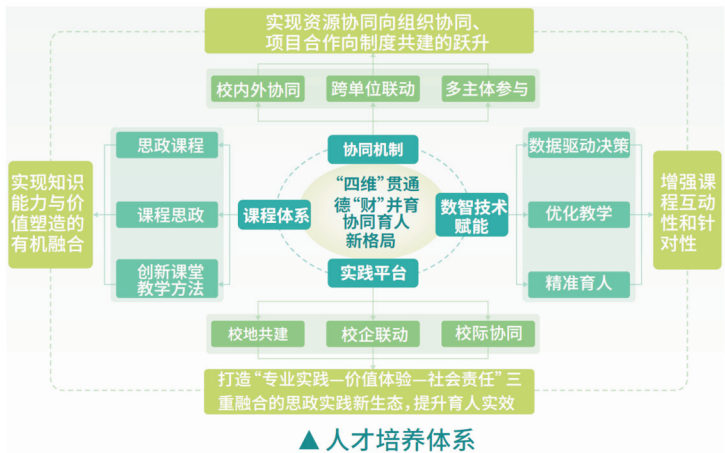 实现资源协同向组织协同、
项目合作向制度共建的跃升
校内外协同
跨单位联动
多主体参与
协同机制
思政课程
课程思政
创新课堂
教学方法
实现知识
能力与价
值塑造的
有机融合
课程体系
“四维”贯通
德“财”并育
协同育人
新格局
数智技术
赋能
数据驱动决策
优化教学
精准育人
增强课
程互动
性和针
对性
实践平台
校地共建
校企联动
校际协同
打造“专业实践—价值体验—社会责任”三
重融合的思政实践新生态，提升育人实效
▲人才培养体系